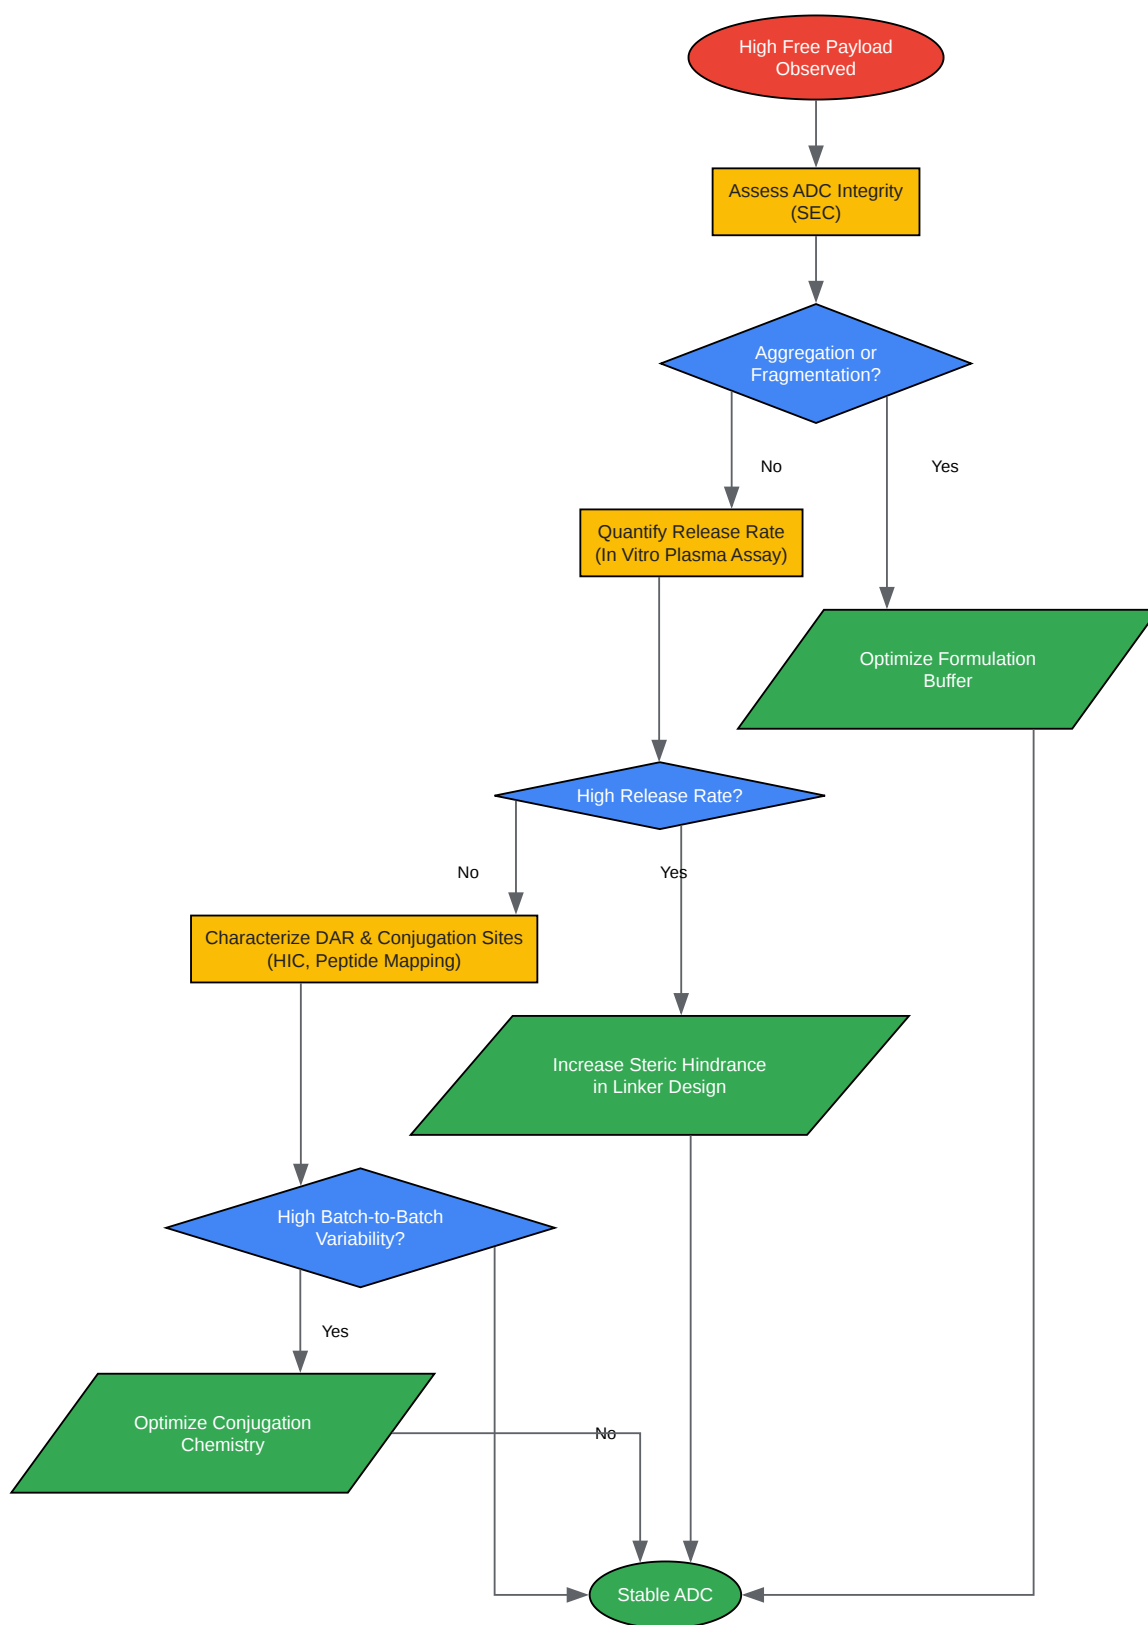 High Free Payload
Observed
Assess ADC Integrity
(SEC)
Aggregation or
Fragmentation?
No
Yes
Quantify Release Rate
(In Vitro Plasma Assay)
Optimize Formulation
Buffer
High Release Rate?
No
Yes
Characterize DAR & Conjugation Sites
(HIC, Peptide Mapping)
Increase Steric Hindrance
in Linker Design
High Batch-to-Batch
Variability?
Yes
Optimize Conjugation
Chemistry
No
Stable ADC